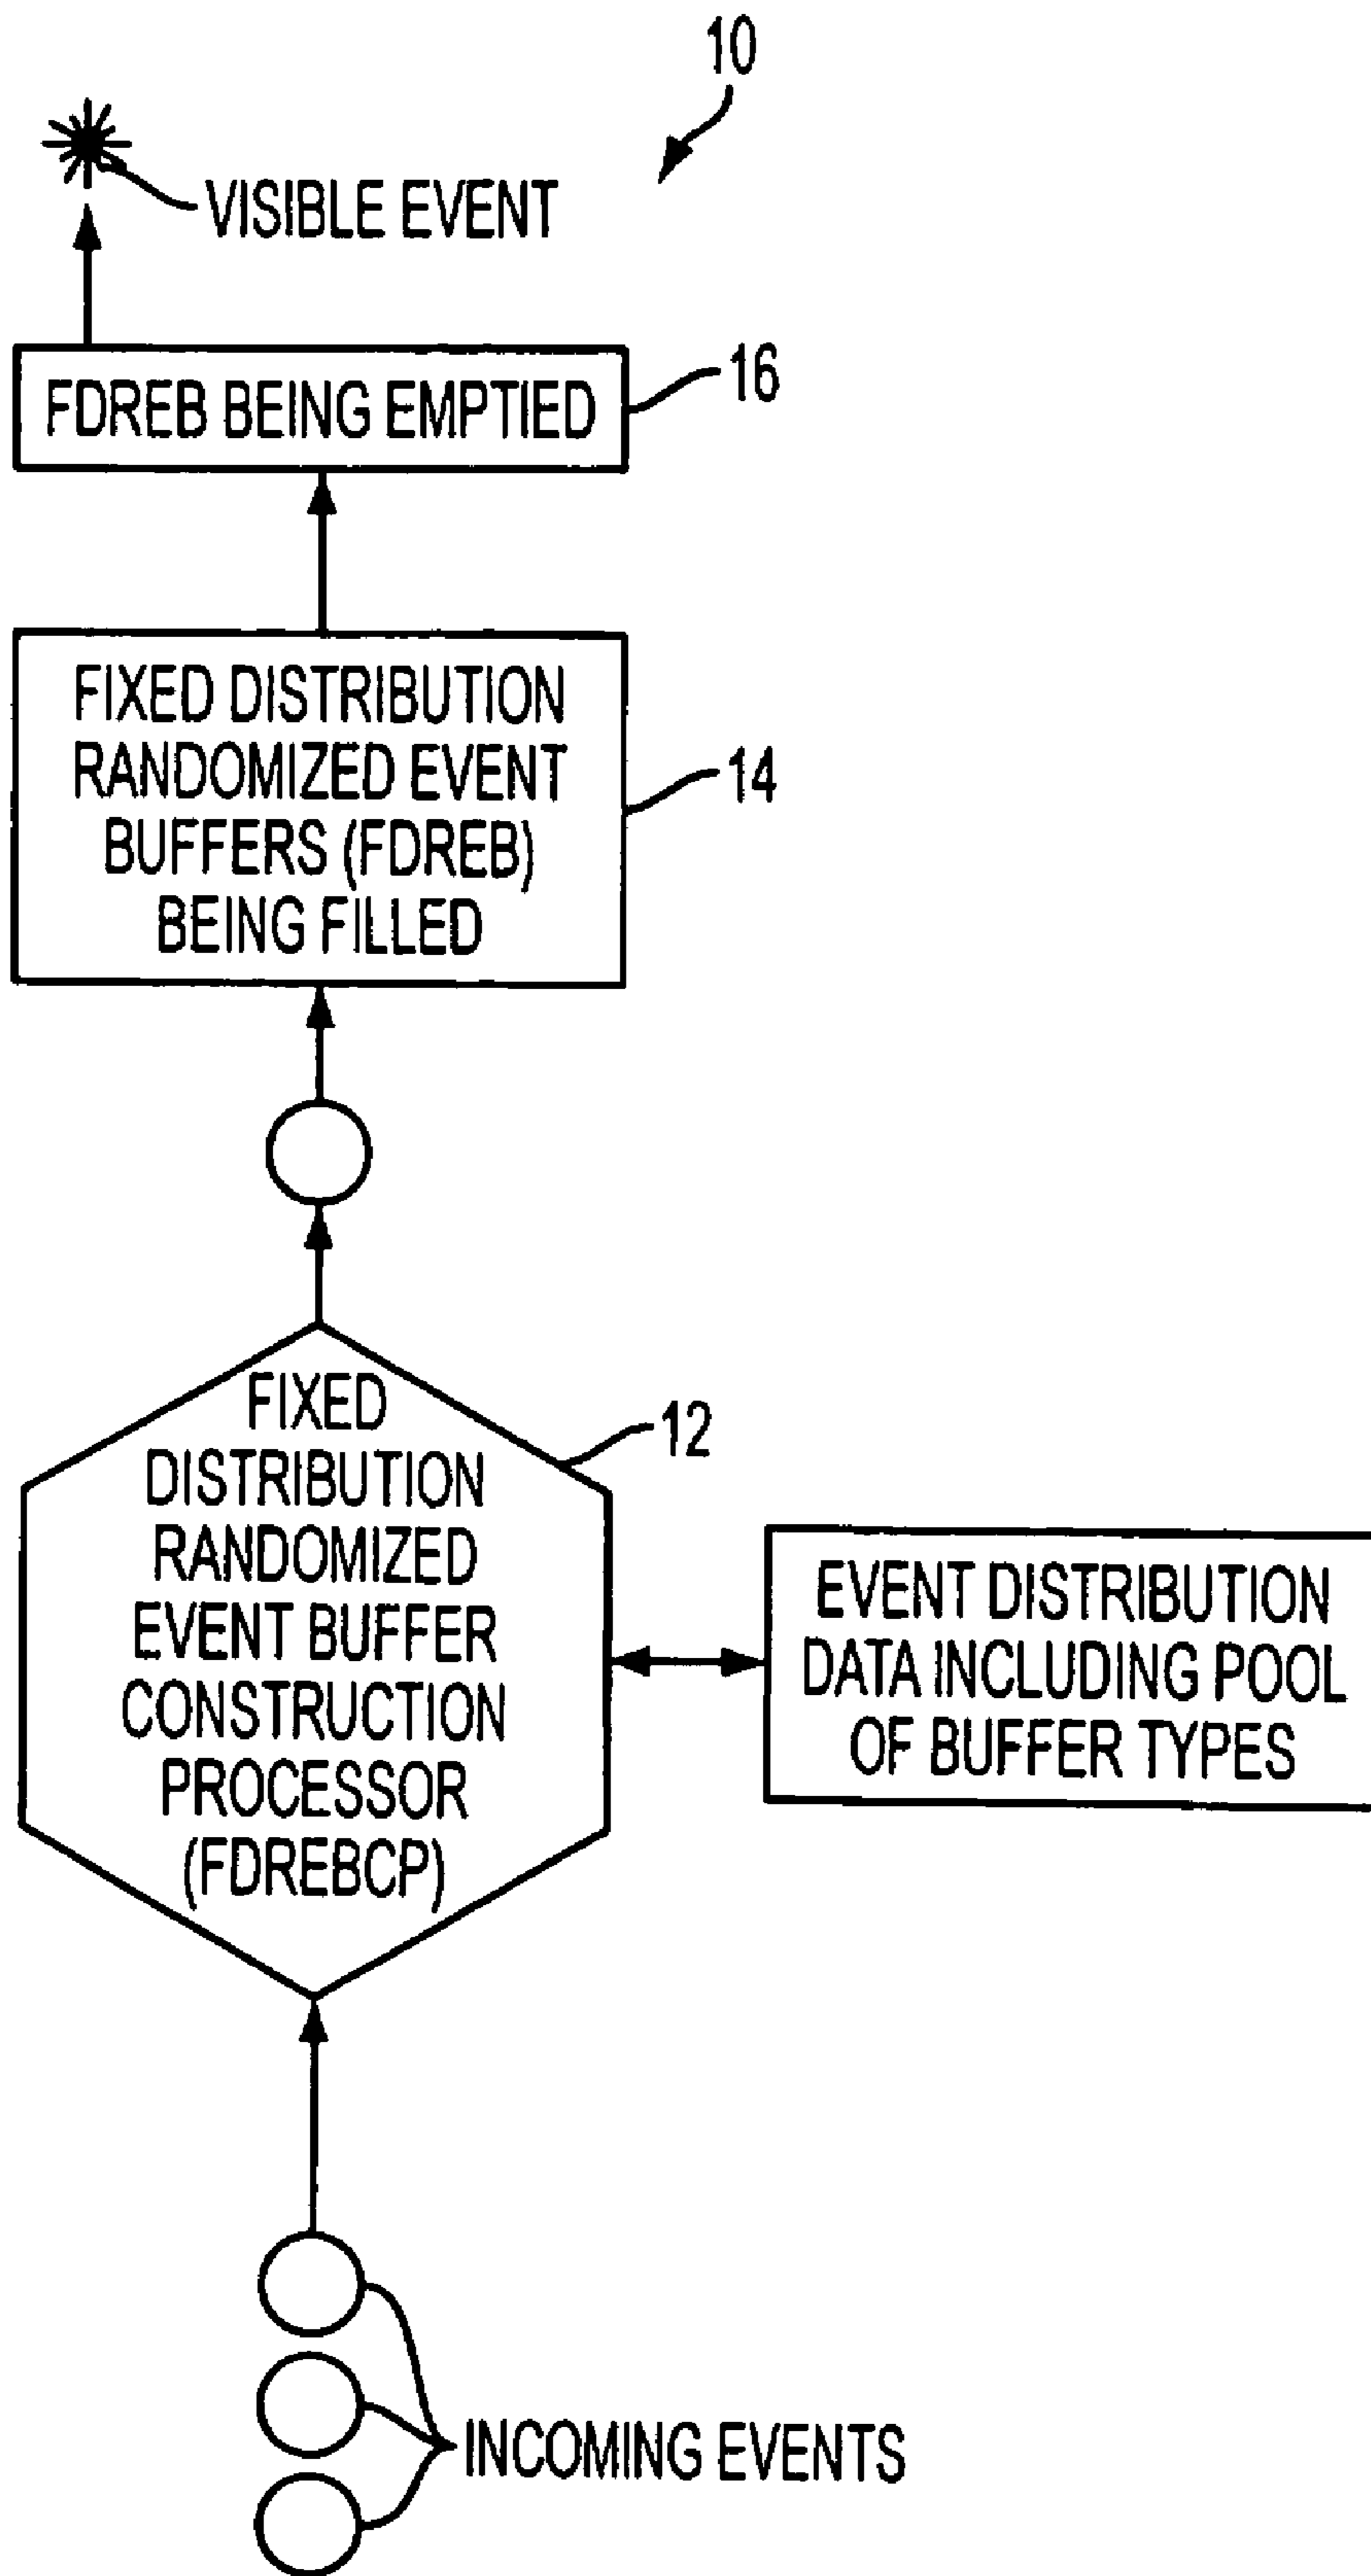 10
VISIBLE EVENT
FDREB BEING EMPTIED
16
FIXED DISTRIBUTION
RANDOMIZED EVENT
BUFFERS (FDREB)
BEING FILLED
14
FIXED
DISTRIBUTION
RANDOMIZED
EVENT BUFFER
CONSTRUCTION
PROCESSOR
(FDREBCP)
12
EVENT DISTRIBUTION
DATA INCLUDING POOL
OF BUFFER TYPES
INCOMING EVENTS